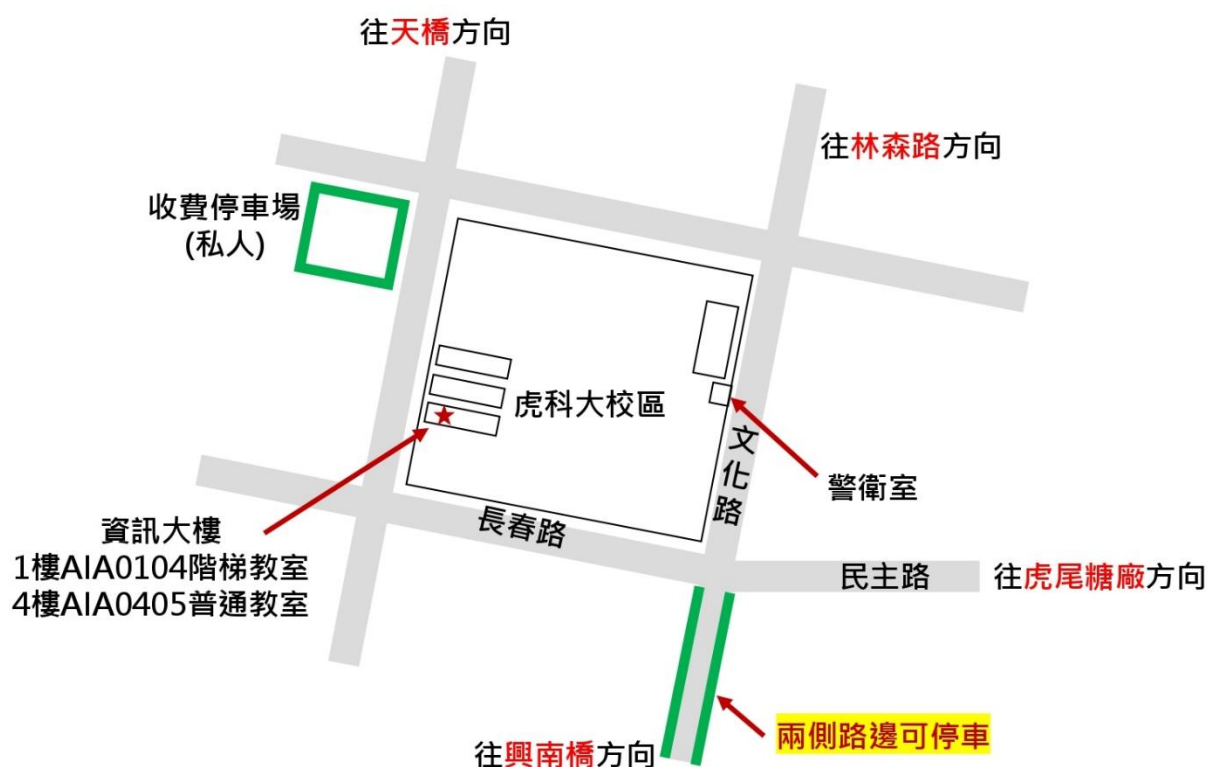 往天橋方向
往林森路方向
收費停車場
(私人)
虎科大校區
文化路
警衛室
長春路
資訊大樓
1樓AIA0104階梯教室
4樓AIA0405普通教室
民主路
往虎尾糖廠方向
兩側路邊可停車
往興南橋方向